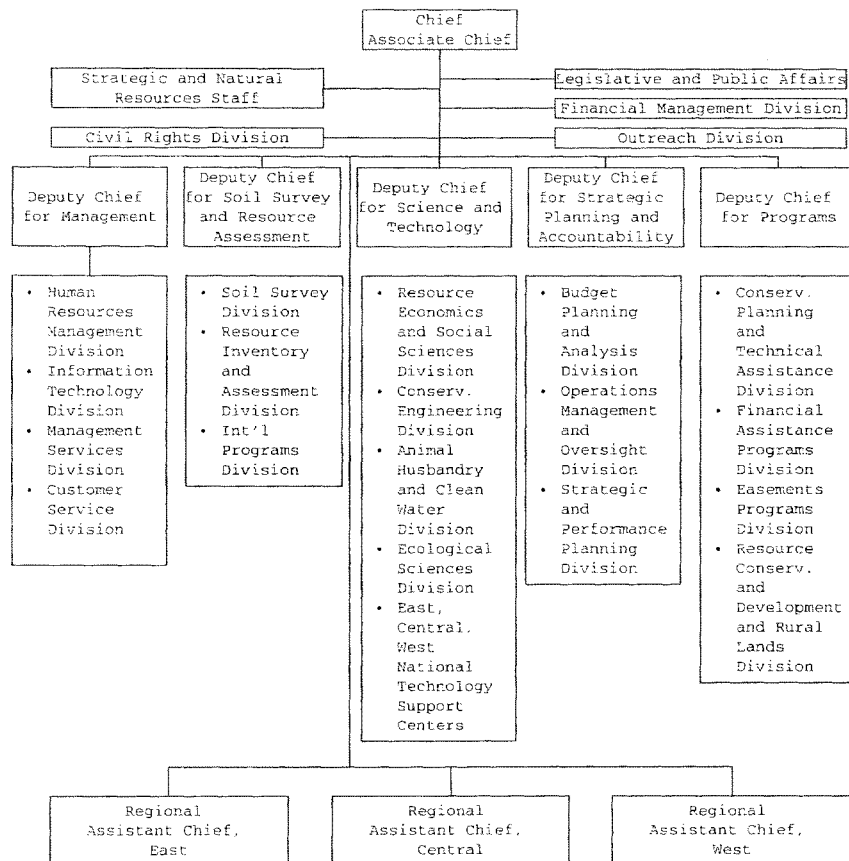 Chief
Associate Chief
Strategic and Natural
Resources Staff
Legislative and Public Affairs
Financial Management Division
Civil Rights Division
Outreach Division
Deputy Chief
for Management
Deputy Chief
for Soil Survey
and Resource
Assessment
Deputy Chief
for Science and
Technology
Deputy Chief
for Strategic
Planning and
Accountability
Deputy Chief
for Programs
• Human
Resources
Management
Division
• Information
Technology
Division
• Management
Services
Division
• Customer
Service
Division
• Soil Survey
Division
• Resource
Inventory
and
Assessment
Division
• Int'l
Programs
Division
• Resource
Economics
and Social
Sciences
Division
• Conserv.
Engineering
Division
• Animal
Husbandry
and Clean
Water
Division
• Ecological
Sciences
Division
• East,
Central,
West
National
Technology
Support
Centers
• Budget
Planning
and
Analysis
Division
• Operations
Management
and
Oversight
Division
• Strategic
and
Performance
Planning
Division
• Conserv.
Planning
and
Technical
Assistance
Division
• Financial
Assistance
Programs
Division
• Easements
Programs
Division
• Resource
Conserv.
and
Development
and Rural
Lands
Division
Regional
Assistant Chief,
East
Regional
Assistant Chief,
Central
Regional
Assistant Chief,
West